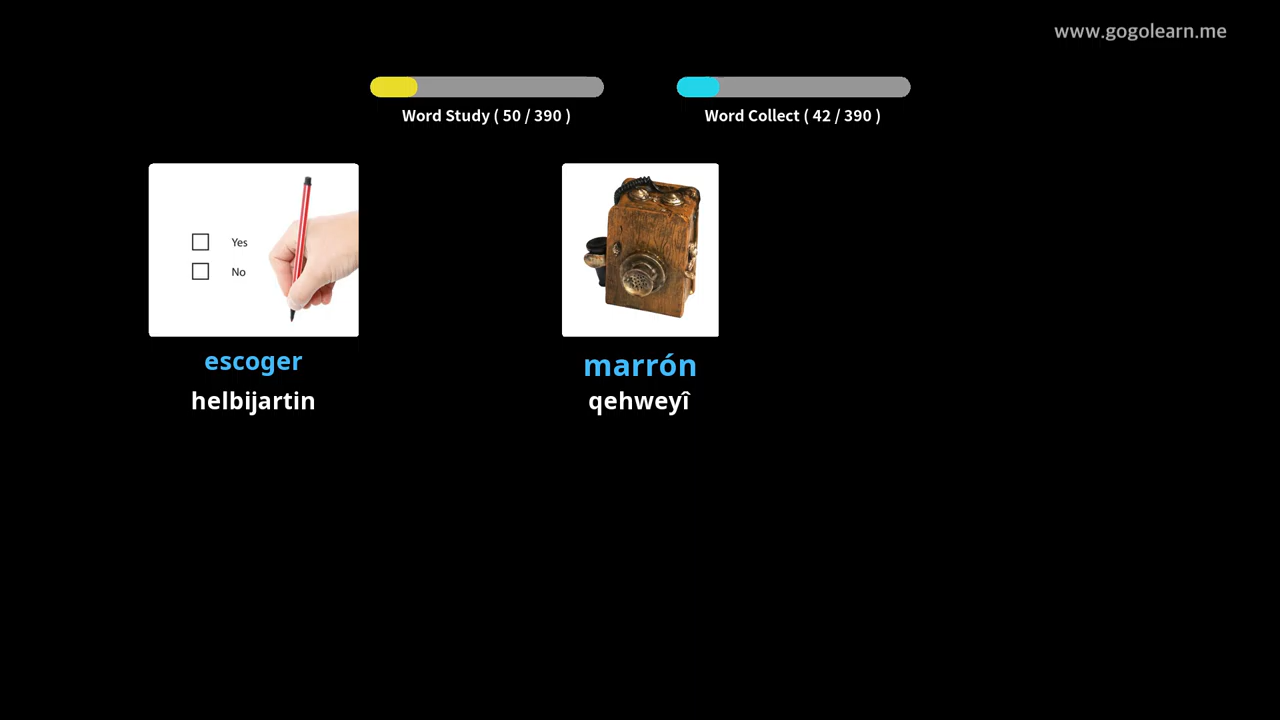 www.gogolearn.me
Word Study ( 50 / 390 )
Word Collect ( 42 / 390 )
Yes
No
escoger
helbijartin
marrón
qehweyî